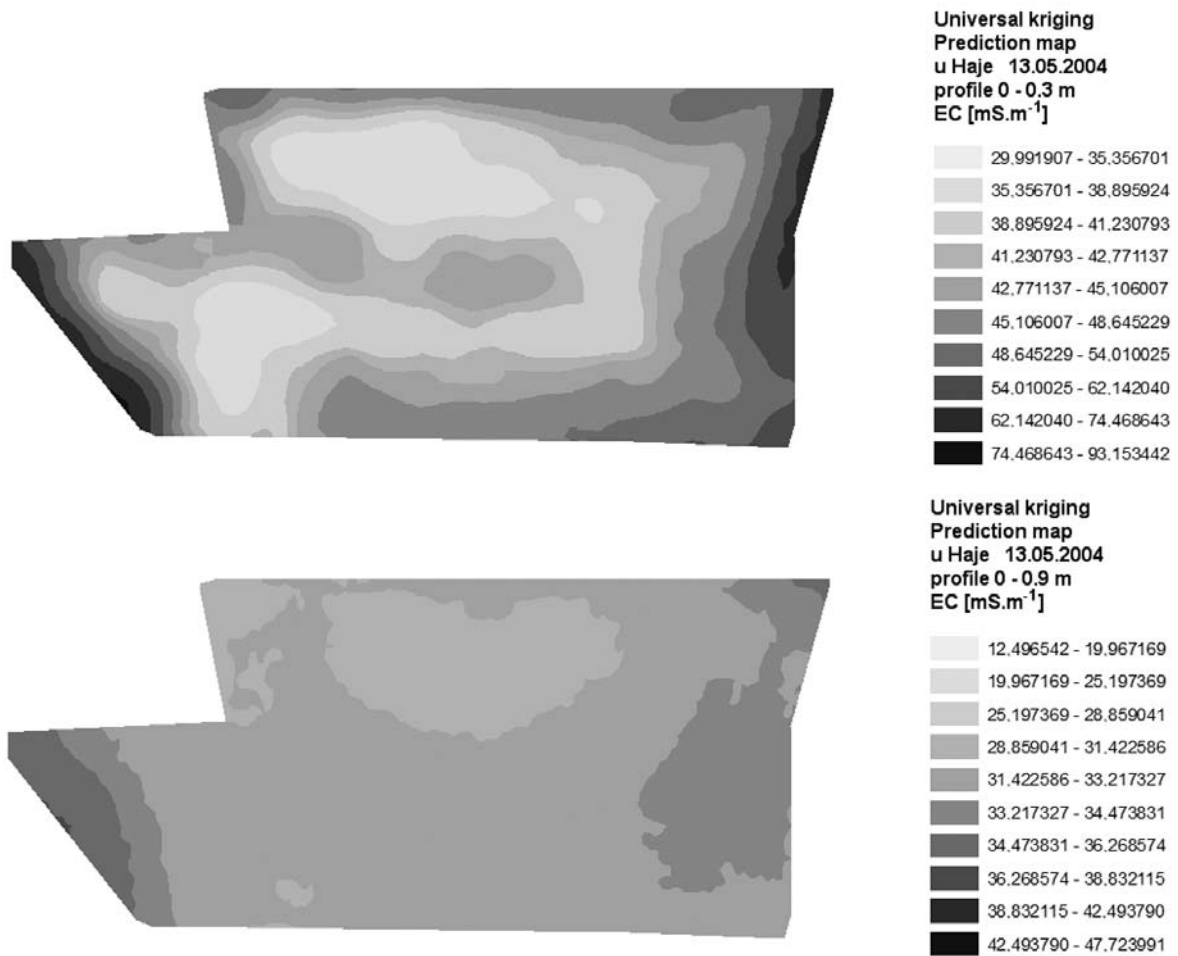 Universal kriging
Prediction map
u Haje 13.05.2004
profile 0 - 0.3 m
EC [mS.m⁻¹]
29,991907 - 35,356701
35,356701 - 38,895924
38,895924 - 41,230793
41,230793 - 42,771137
42,771137 - 45,106007
45,106007 - 48,645229
48,645229 - 54,010025
54,010025 - 62,142040
62,142040 - 74,468643
74,468643 - 93,153442
Universal kriging
Prediction map
u Haje 13.05.2004
profile 0 - 0.9 m
EC [mS.m⁻¹]
12,496542 - 19,967169
19,967169 - 25,197369
25,197369 - 28,859041
28,859041 - 31,422586
31,422586 - 33,217327
33,217327 - 34,473831
34,473831 - 36,268574
36,268574 - 38,832115
38,832115 - 42,493790
42,493790 - 47,723991